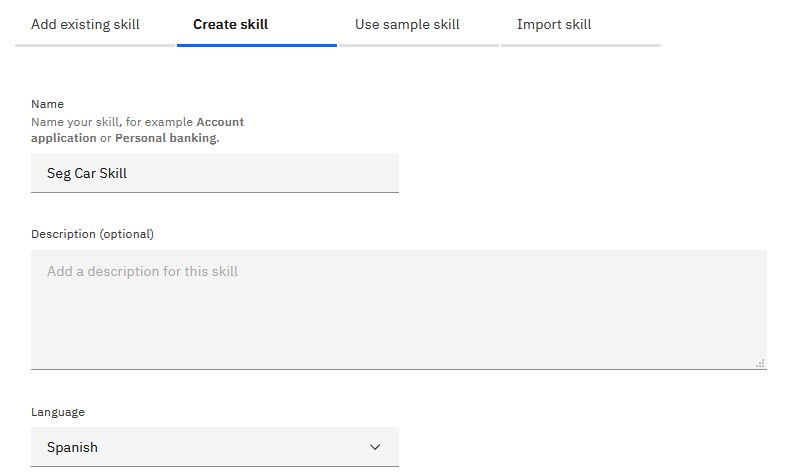 Add existing skill Create skill Use sample skill Import skill
Name
Name your skill, for example Account
application or Personal banking.
Seg Car Skill
Description (optional)
Add a description for this skill
Language
Spanish